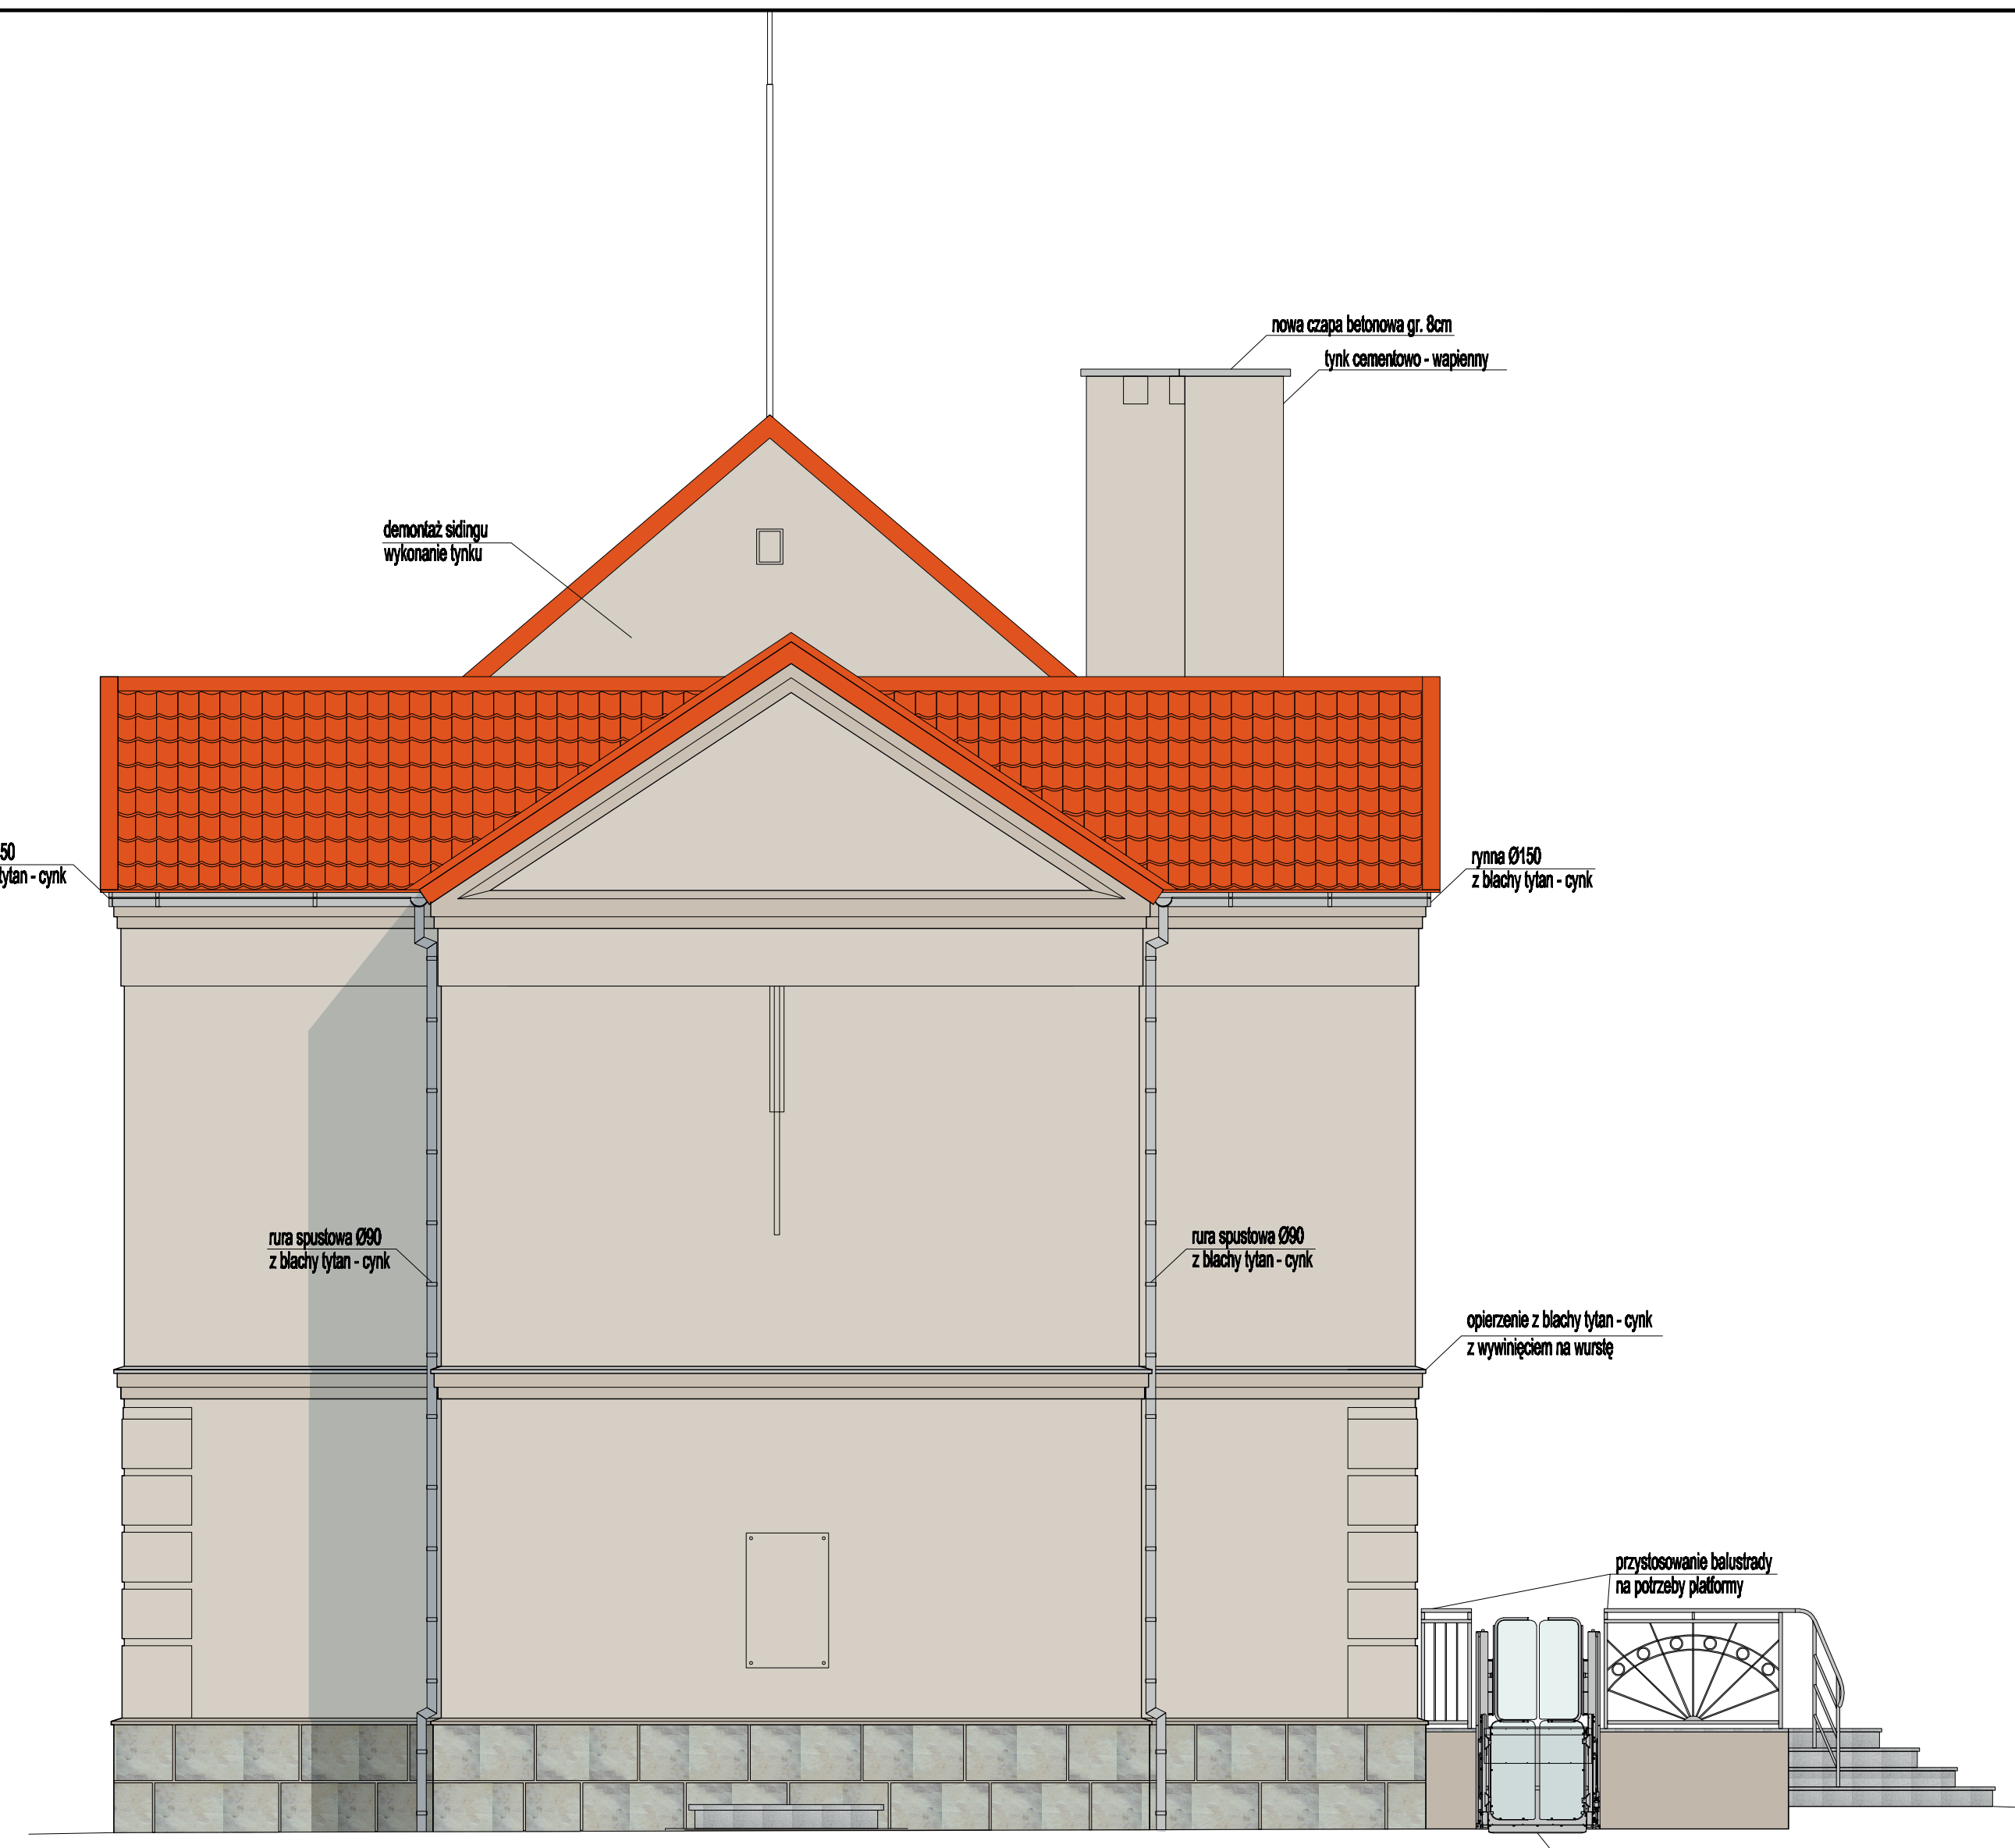 nowa czapa betonowa gr. 8cm
tynk cementowo - wapienny
demontaż sidingu
wykonanie tynku
50
tytan - cynk
rynna Ø150
z blachy tytan - cynk
rura spustowa Ø90
z blachy tytan - cynk
rura spustowa Ø90
z blachy tytan - cynk
opierzenie z blachy tytan - cynk
z wywinięciem na wurstę
przystosowanie balustrady
na potrzeby platformy